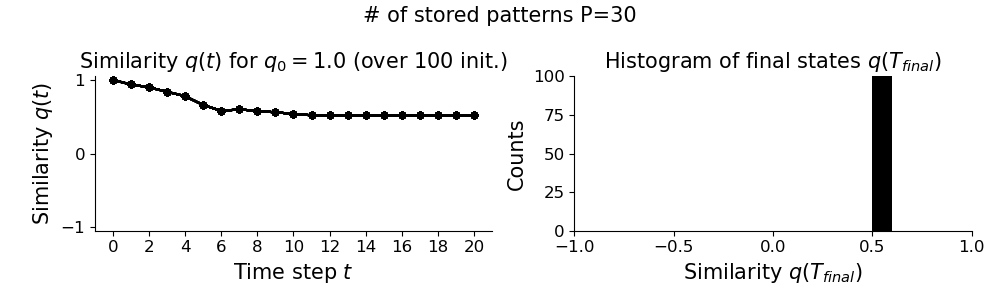 # of stored patterns P=30
Similarity q(t) for q₀ = 1.0 (over 100 init.)
Similarity q(t)
1
0
−1
0 2 4 6 8 10 12 14 16 18 20
Time step t
Histogram of final states q(T_final)
Counts
100
75
50
25
0
−1.0 −0.5 0.0 0.5 1.0
Similarity q(T_final)